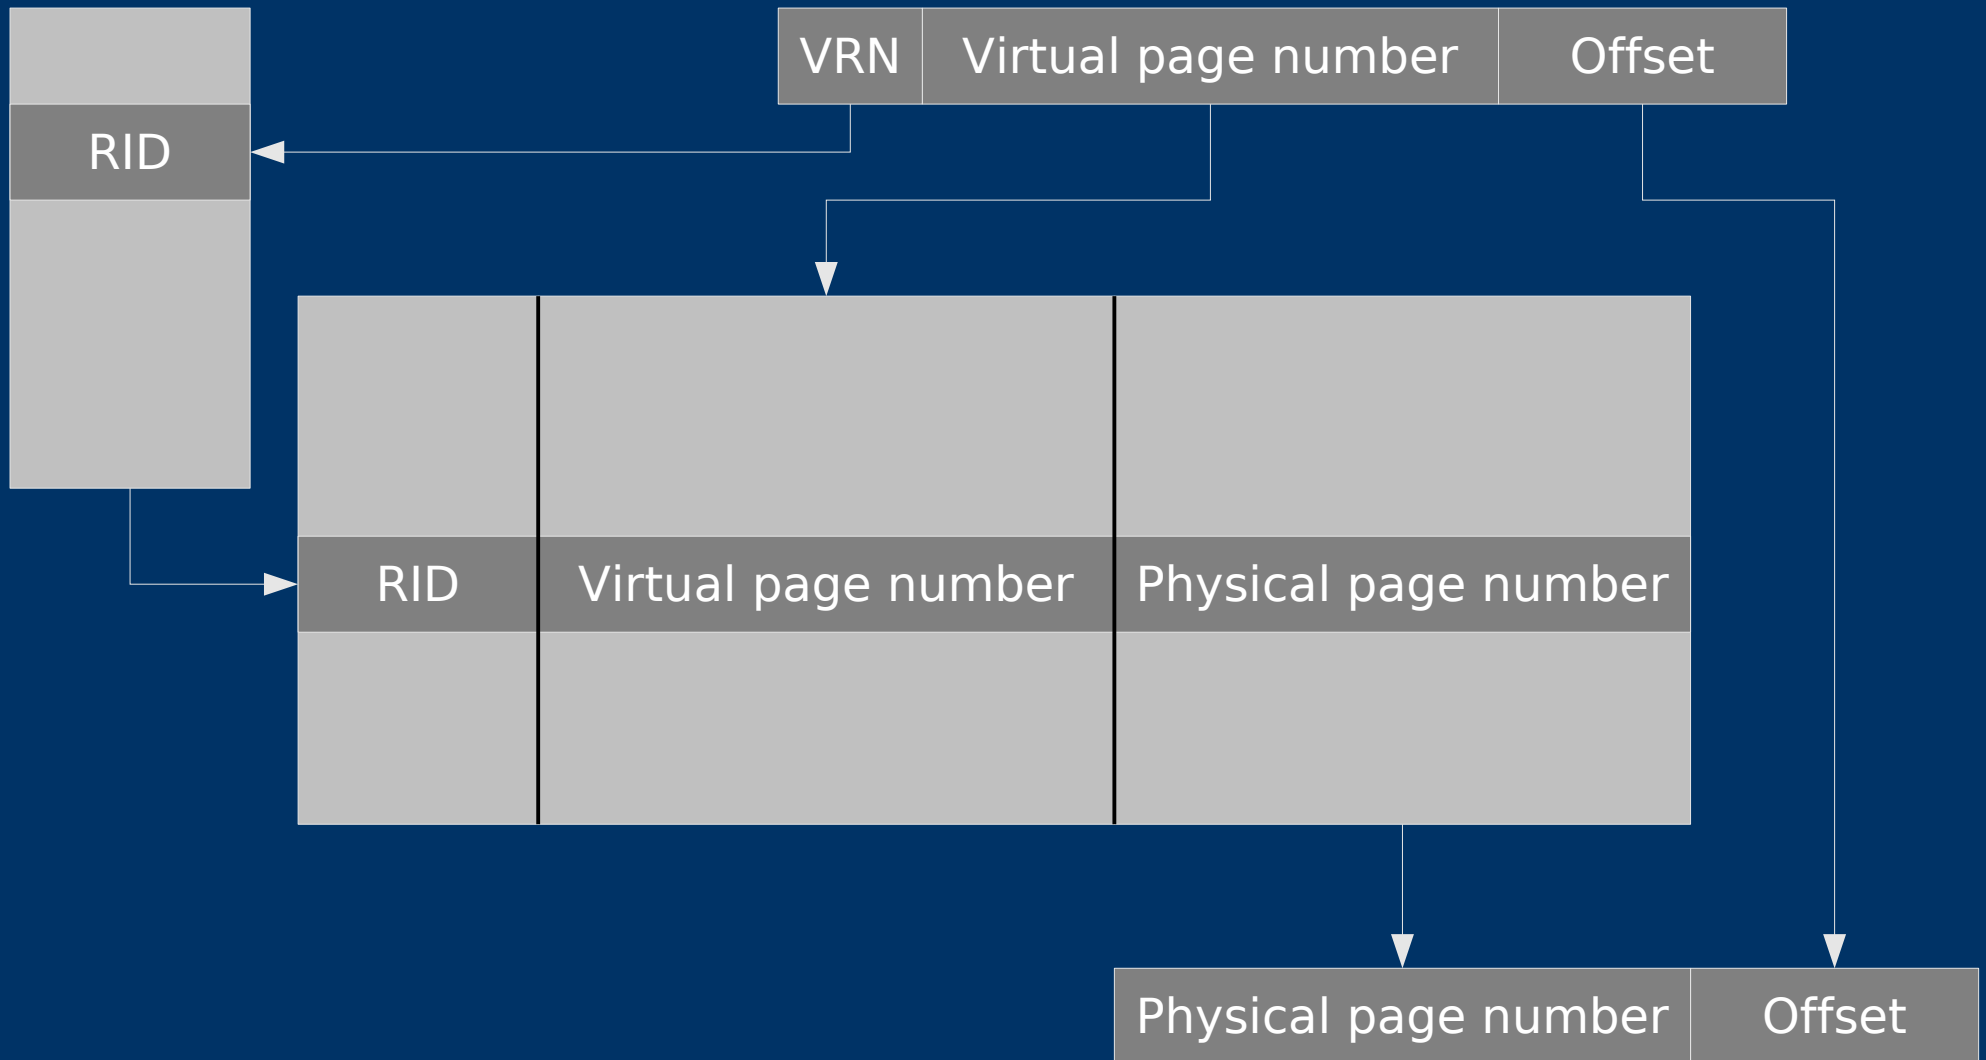 VRN Virtual page number Offset
RID
RID Virtual page number Physical page number
Physical page number Offset